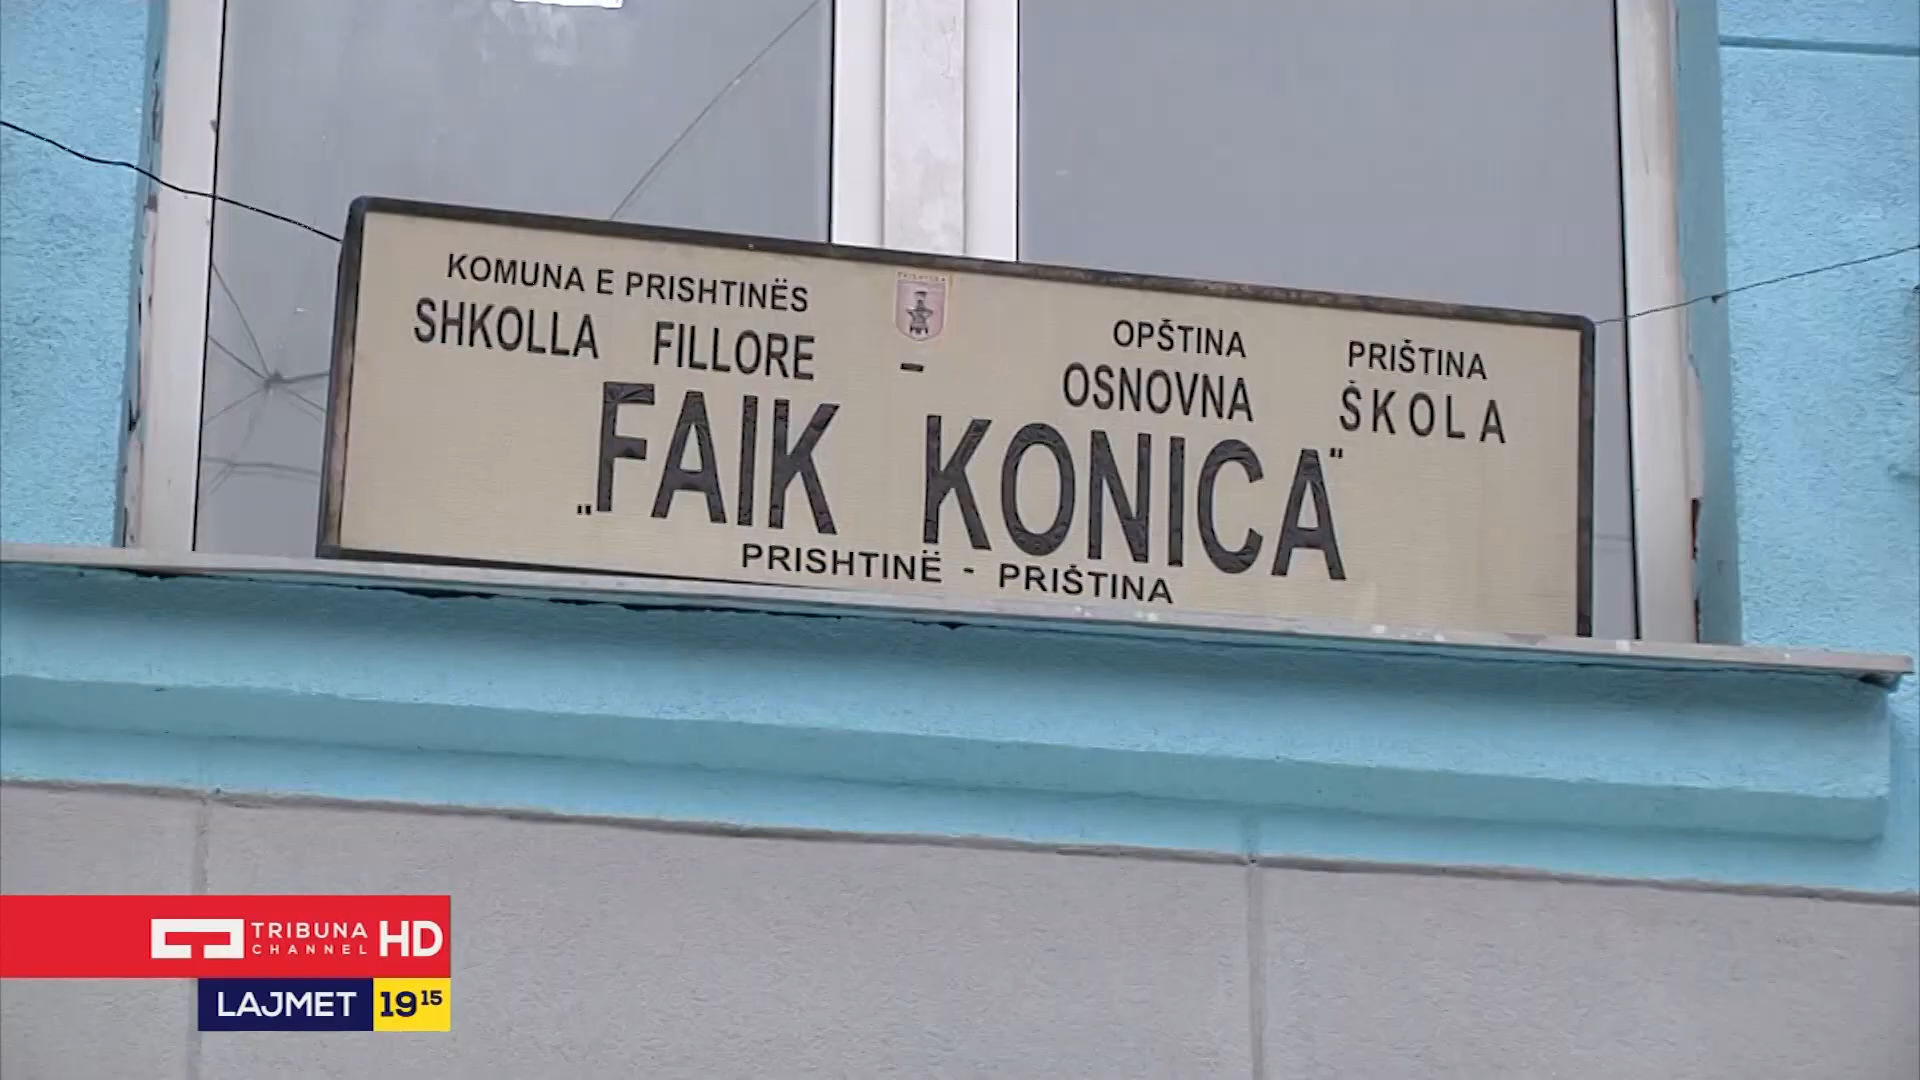 KOMUNA E PRISHTINËS
SHKOLLA FILLORE -
OPŠTINA PRIŠTINA
OSNOVNA ŠKOLA
„FAIK KONICA"
PRISHTINË - PRIŠTINA
TRIBUNA
CHANNEL
HD
LAJMET 19 15